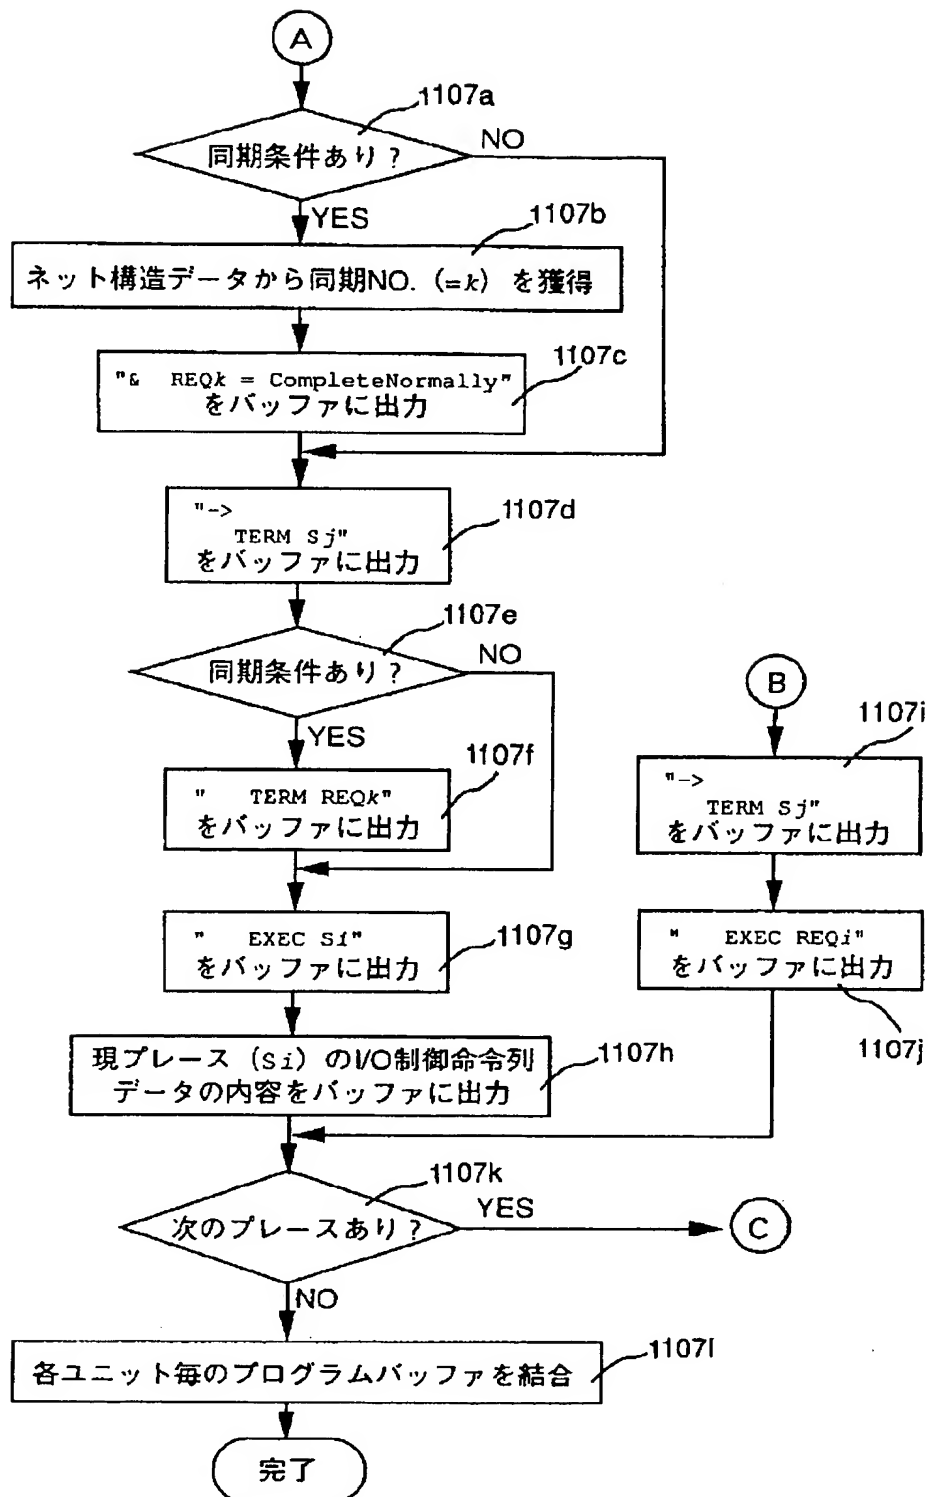 A
1107a
同期条件あり？
NO
YES
1107b
ネット構造データから同期NO.（=k）を獲得
1107c
"&　REQk = CompleteNormally"
をバッファに出力
"->
TERM Sj"
をバッファに出力
1107d
1107e
同期条件あり？
NO
YES
1107f
"　TERM REQk"
をバッファに出力
"　EXEC Si"
をバッファに出力
1107g
現プレース（Si）のI/O制御命令列
データの内容をバッファに出力
1107h
B
1107i
"->
TERM Sj"
をバッファに出力
"　EXEC REQi"
をバッファに出力
1107j
1107k
次のプレースあり？
YES
C
NO
1107l
各ユニット毎のプログラムバッファを結合
完了